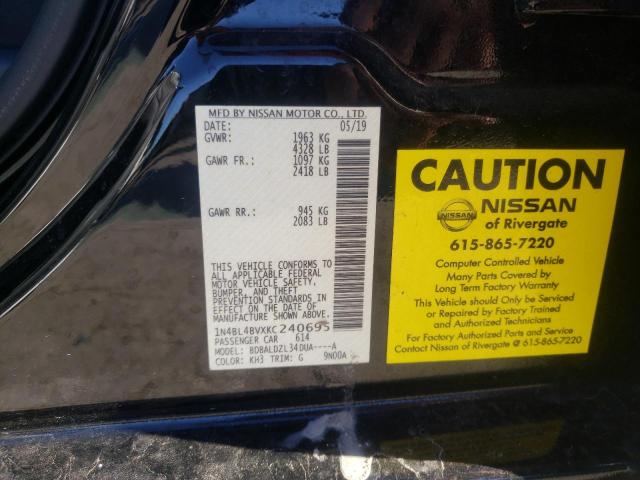 MFD BY NISSAN MOTOR CO., LTD.
DATE: 05/19
GVWR: 1963 KG
4328 LB
GAWR FR.: 1097 KG
2418 LB
GAWR RR.: 945 KG
2083 LB
THIS VEHICLE CONFORMS TO
ALL APPLICABLE FEDERAL
MOTOR VEHICLE SAFETY,
BUMPER, AND THEFT
PREVENTION STANDARDS IN
EFFECT ON THE DATE OF
MANUFACTURE SHOWN ABOVE.
1N4BL4BVXKC240695
PASSENGER CAR 614
MODEL: BDBALDZL34DUA----A
COLOR: KH3 TRIM: G 9N00A
CAUTION
NISSAN
NISSAN
of Rivergate
615-865-7220
Computer Controlled Vehicle
Many Parts Covered by
Long Term Factory Warranty
This Vehicle Should Only Be Serviced
or Repaired by Factory Trained
and Authorized Technicians
For Factory Authorized Parts and Service
Contact Nissan of Rivergate @ 615-865-7220